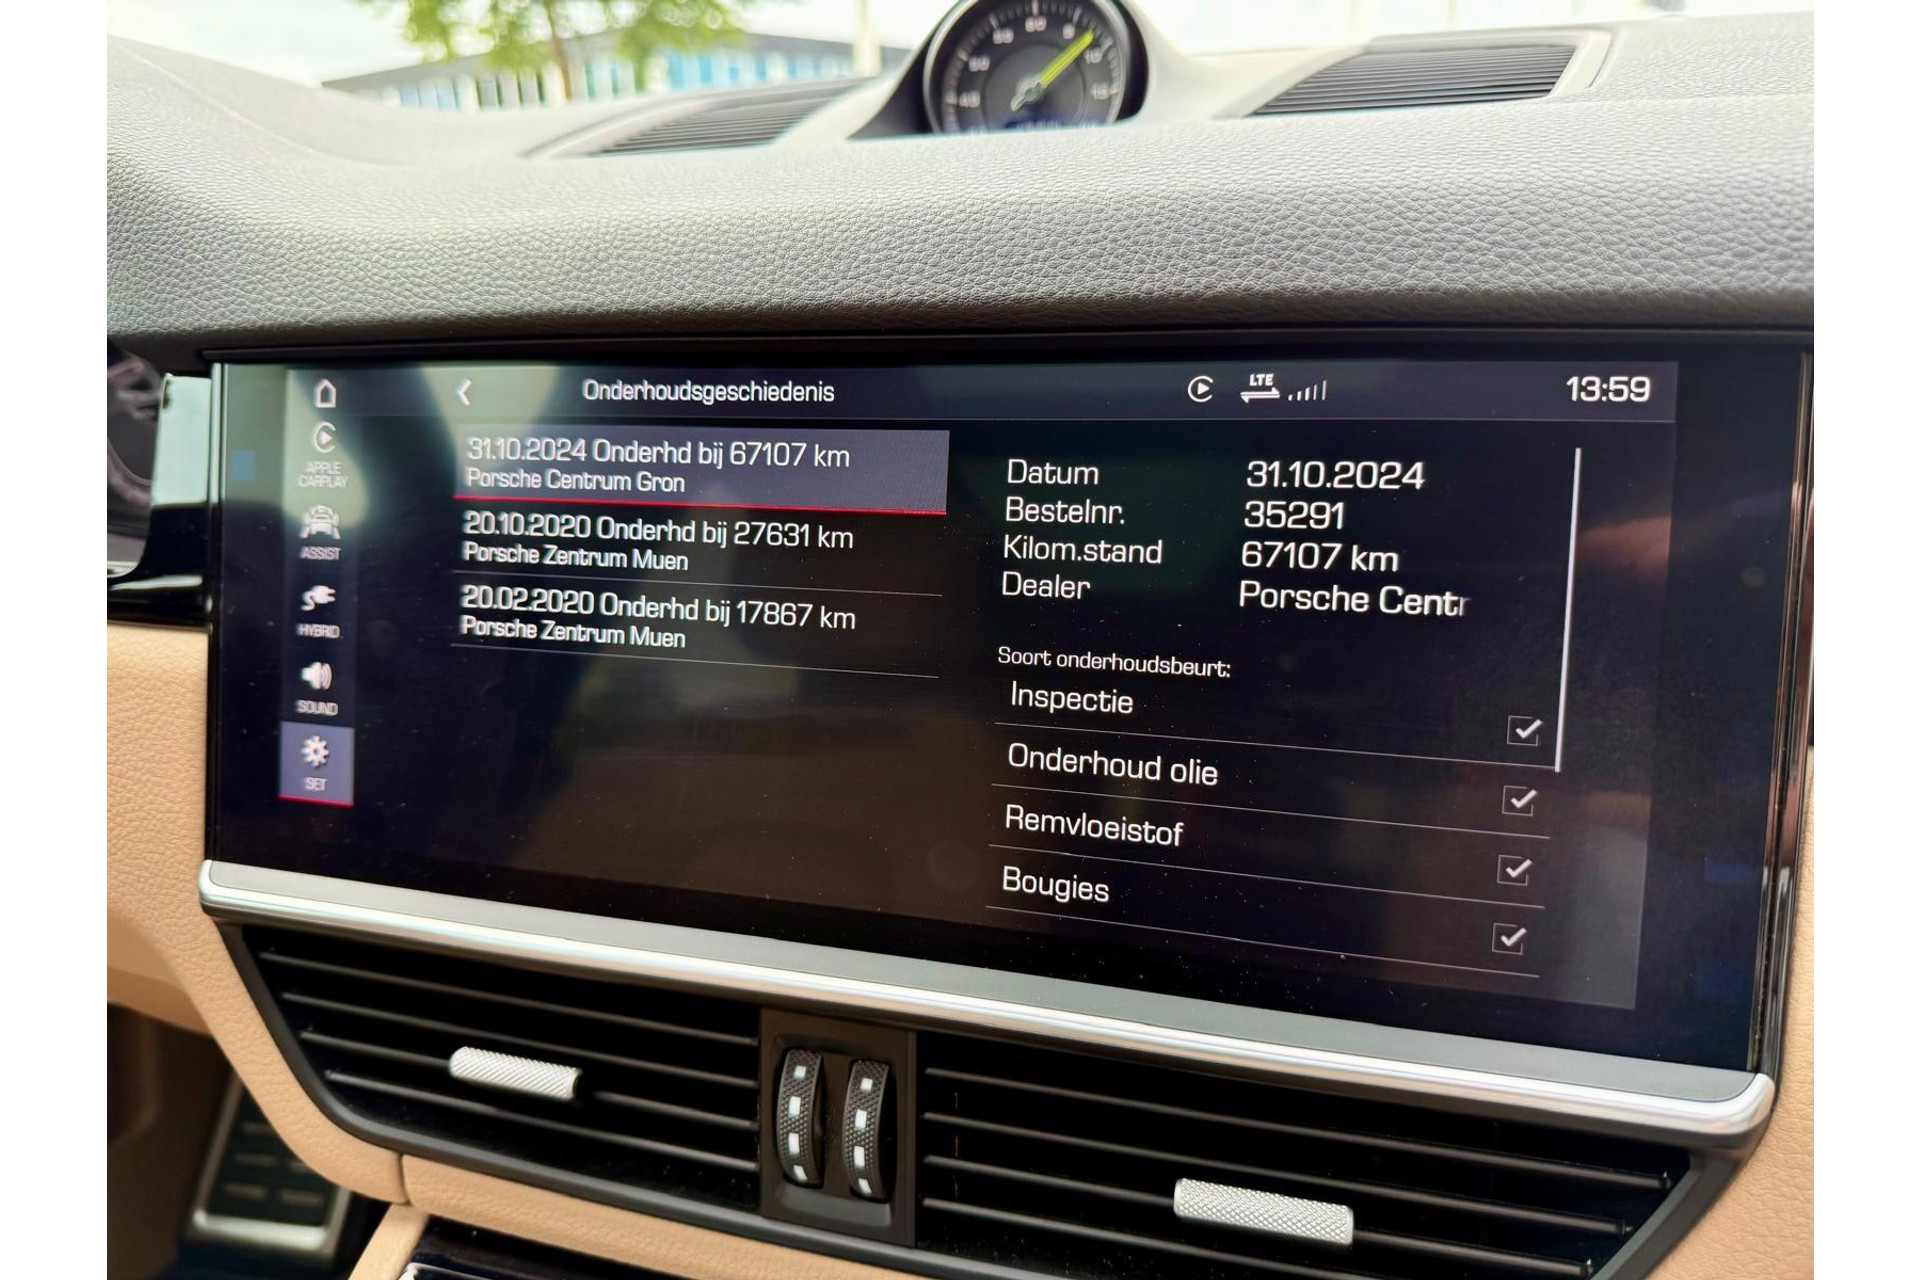 Onderhoudsgeschiedenis
LTE
13:59
APPLE
CARPLAY
ASSIST
HYBRID
SOUND
SET
31.10.2024 Onderhd bij 67107 km
Porsche Centrum Gron
20.10.2020 Onderhd bij 27631 km
Porsche Zentrum Muen
20.02.2020 Onderhd bij 17867 km
Porsche Zentrum Muen
Datum 31.10.2024
Bestelnr. 35291
Kilom.stand 67107 km
Dealer Porsche Centr
Soort onderhoudsbeurt:
Inspectie
Onderhoud olie
Remvloeistof
Bougies